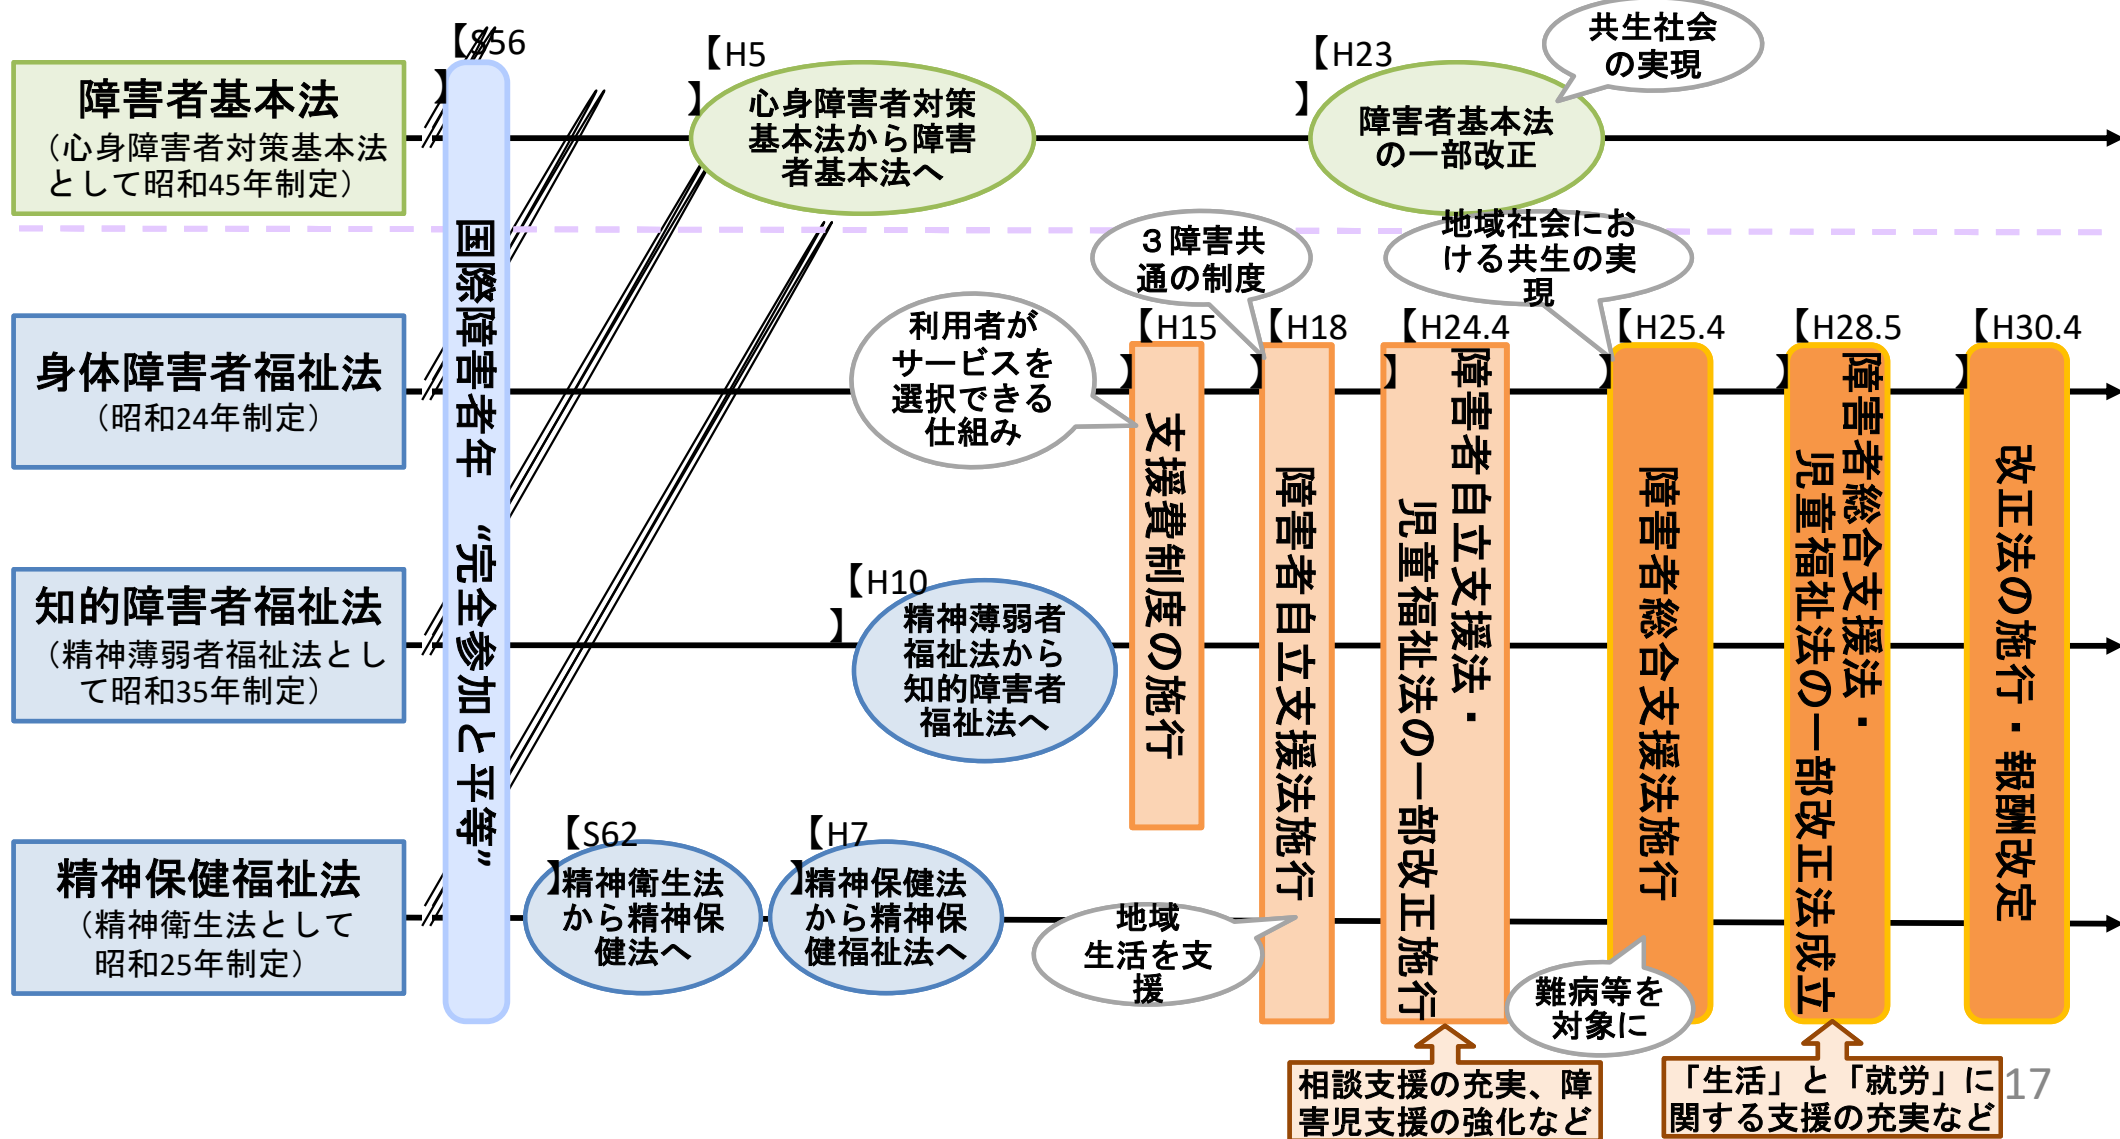 障害者基本法
（心身障害者対策基本法
として昭和45年制定）
【S56
】
国際障害者年　“完全参加と平等”
【H5
】
心身障害者対策
基本法から障害
者基本法へ
【H23
】
障害者基本法
の一部改正
共生社会
の実現
身体障害者福祉法
（昭和24年制定）
利用者が
サービスを
選択できる
仕組み
３障害共
通の制度
地域社会にお
ける共生の実
現
【H15
】
支援費制度の施行
【H18
】
障害者自立支援法施行
【H24.4
】
障害者自立支援法・
児童福祉法の一部改正施行
【H25.4
】
障害者総合支援法施行
【H28.5
】
障害者総合支援法・
児童福祉法の一部改正法成立
【H30.4
】
改正法の施行・報酬改定
知的障害者福祉法
（精神薄弱者福祉法とし
て昭和35年制定）
【H10
】
精神薄弱者
福祉法から
知的障害者
福祉法へ
精神保健福祉法
（精神衛生法として
昭和25年制定）
【S62
】
精神衛生法
から精神保
健法へ
【H7
】
精神保健法
から精神保
健福祉法へ
地域
生活を支
援
難病等を
対象に
相談支援の充実、障
害児支援の強化など
「生活」と「就労」に
関する支援の充実など
17